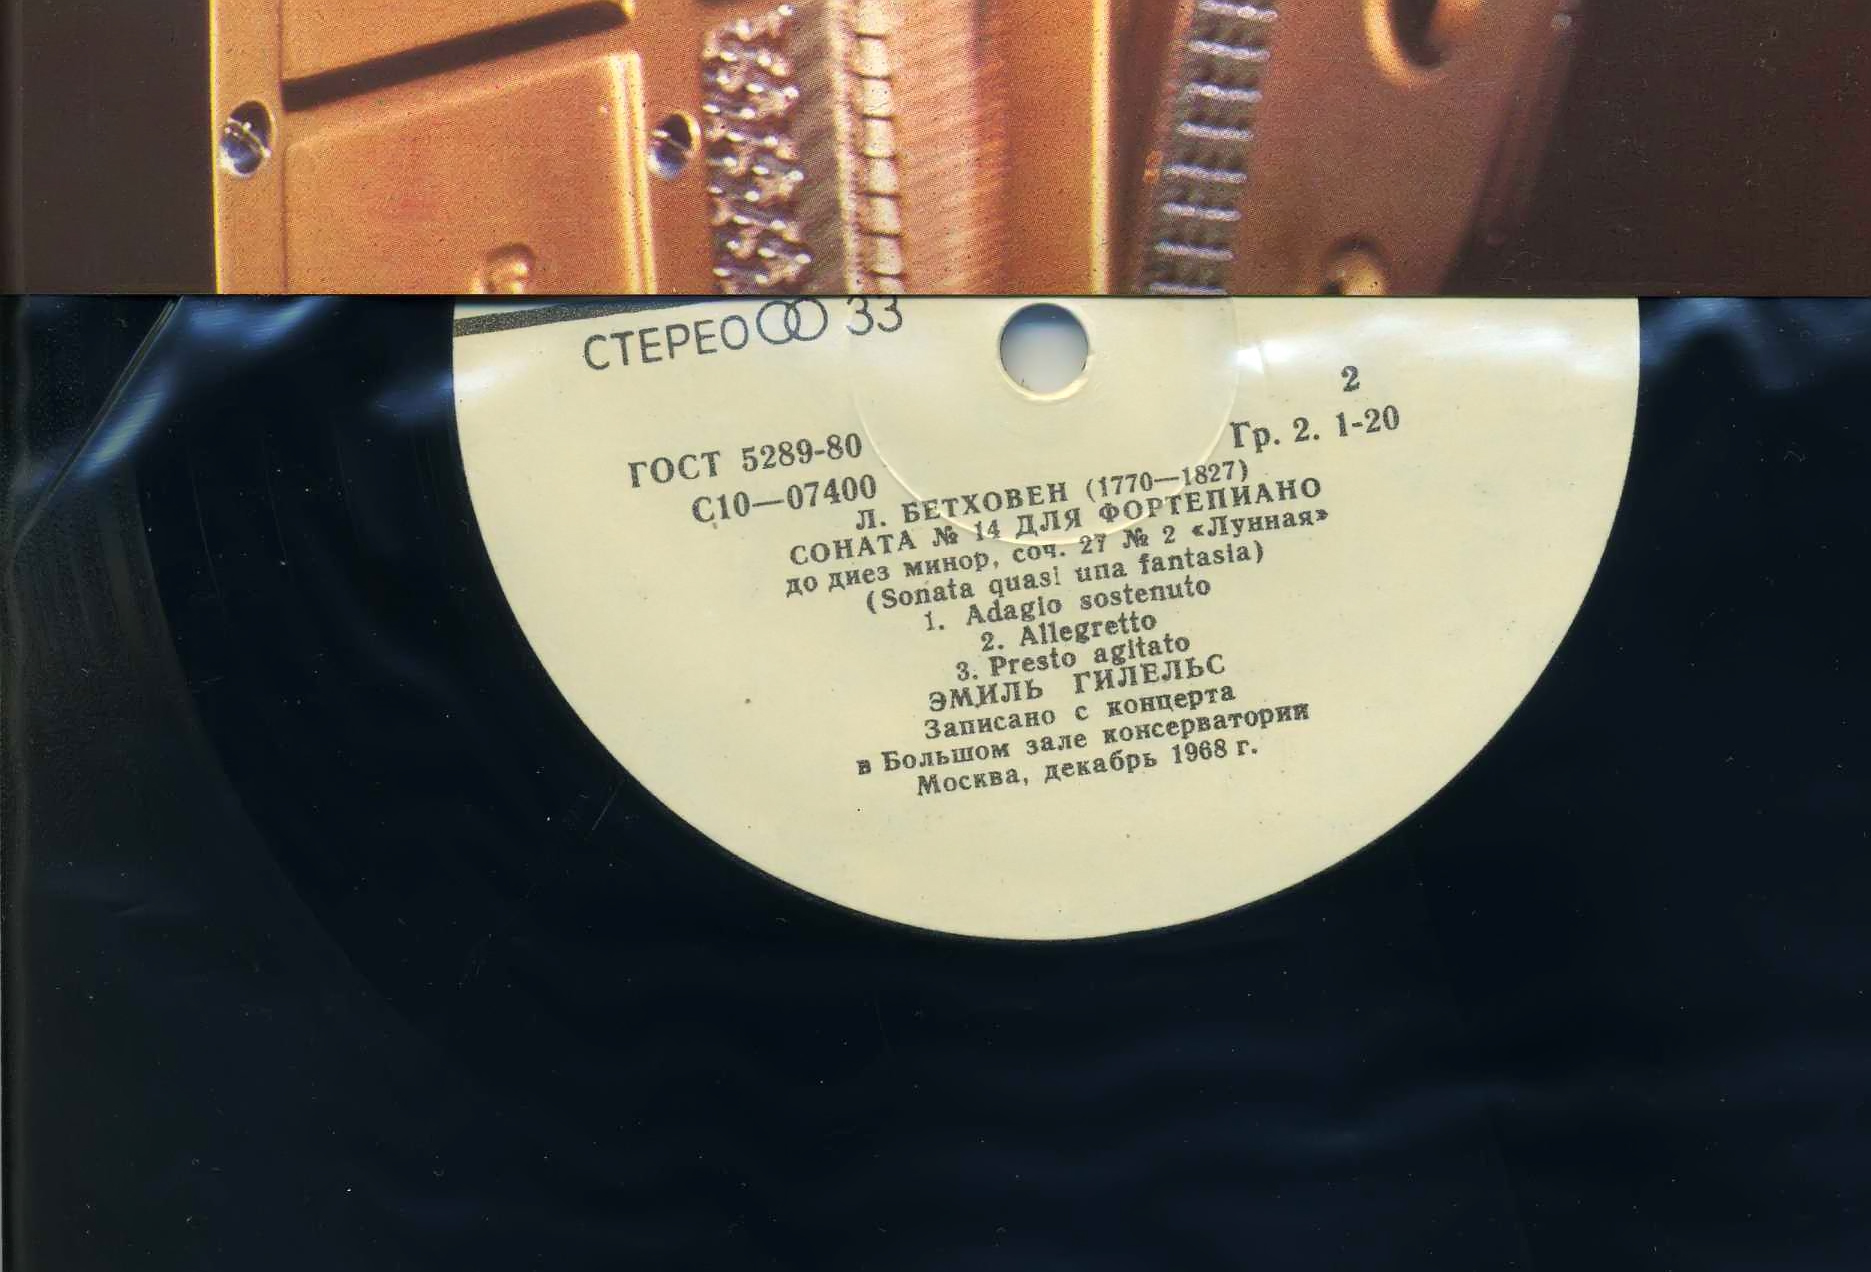 СТЕРЕО 33
2
ГОСТ 5289-80
Гр. 2. 1-20
С10—07400
Л. БЕТХОВЕН (1770—1827)
СОНАТА № 14 ДЛЯ ФОРТЕПИАНО
до диез минор, соч. 27 № 2 «Лунная»
(Sonata quasi una fantasia)
1. Adagio sostenuto
2. Allegretto
3. Presto agitato
ЭМИЛЬ ГИЛЕЛЬС
Записано с концерта
в Большом зале консерватории
Москва, декабрь 1968 г.